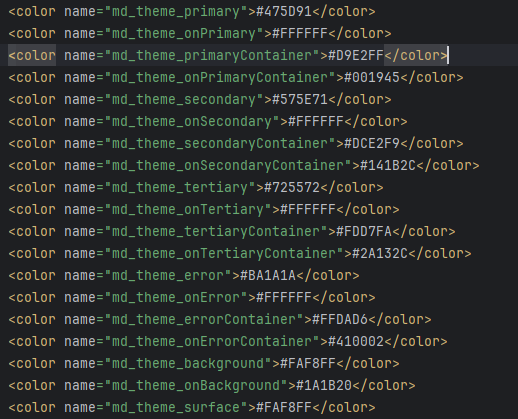 <color name="md_theme_primary">#475D91</color>
<color name="md_theme_onPrimary">#FFFFFF</color>
<color name="md_theme_primaryContainer">#D9E2FF</color>
<color name="md_theme_onPrimaryContainer">#001945</color>
<color name="md_theme_secondary">#575E71</color>
<color name="md_theme_onSecondary">#FFFFFF</color>
<color name="md_theme_secondaryContainer">#DCE2F9</color>
<color name="md_theme_onSecondaryContainer">#141B2C</color>
<color name="md_theme_tertiary">#725572</color>
<color name="md_theme_onTertiary">#FFFFFF</color>
<color name="md_theme_tertiaryContainer">#FDD7FA</color>
<color name="md_theme_onTertiaryContainer">#2A132C</color>
<color name="md_theme_error">#BA1A1A</color>
<color name="md_theme_onError">#FFFFFF</color>
<color name="md_theme_errorContainer">#FFDAD6</color>
<color name="md_theme_onErrorContainer">#410002</color>
<color name="md_theme_background">#FAF8FF</color>
<color name="md_theme_onBackground">#1A1B20</color>
<color name="md_theme_surface">#FAF8FF</color>